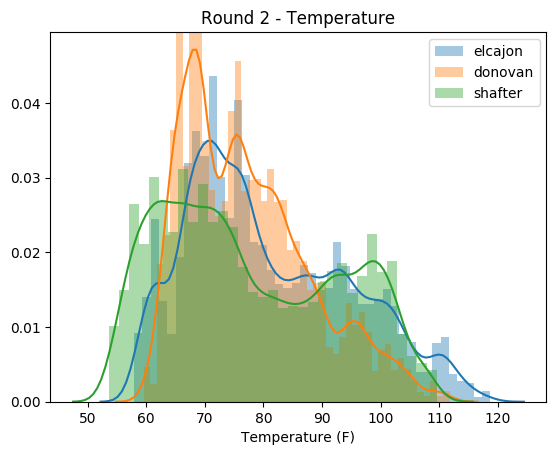 Round 2 - Temperature
elcajon
donovan
shafter
0.04
0.03
0.02
0.01
0.00
50 60 70 80 90 100 110 120
Temperature (F)